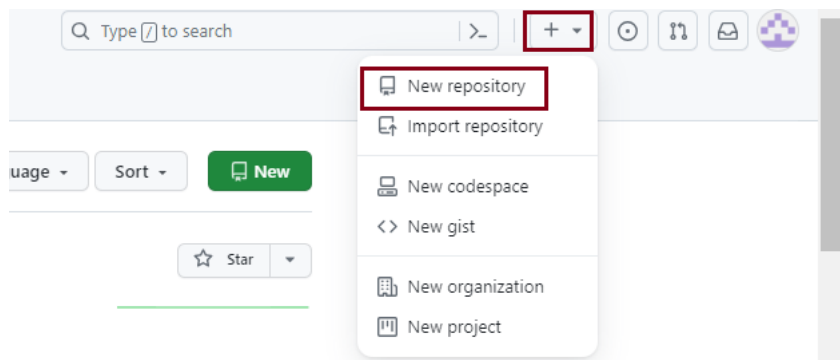 Type / to search
New repository
Import repository
uage
Sort
New
New codespace
New gist
Star
New organization
New project